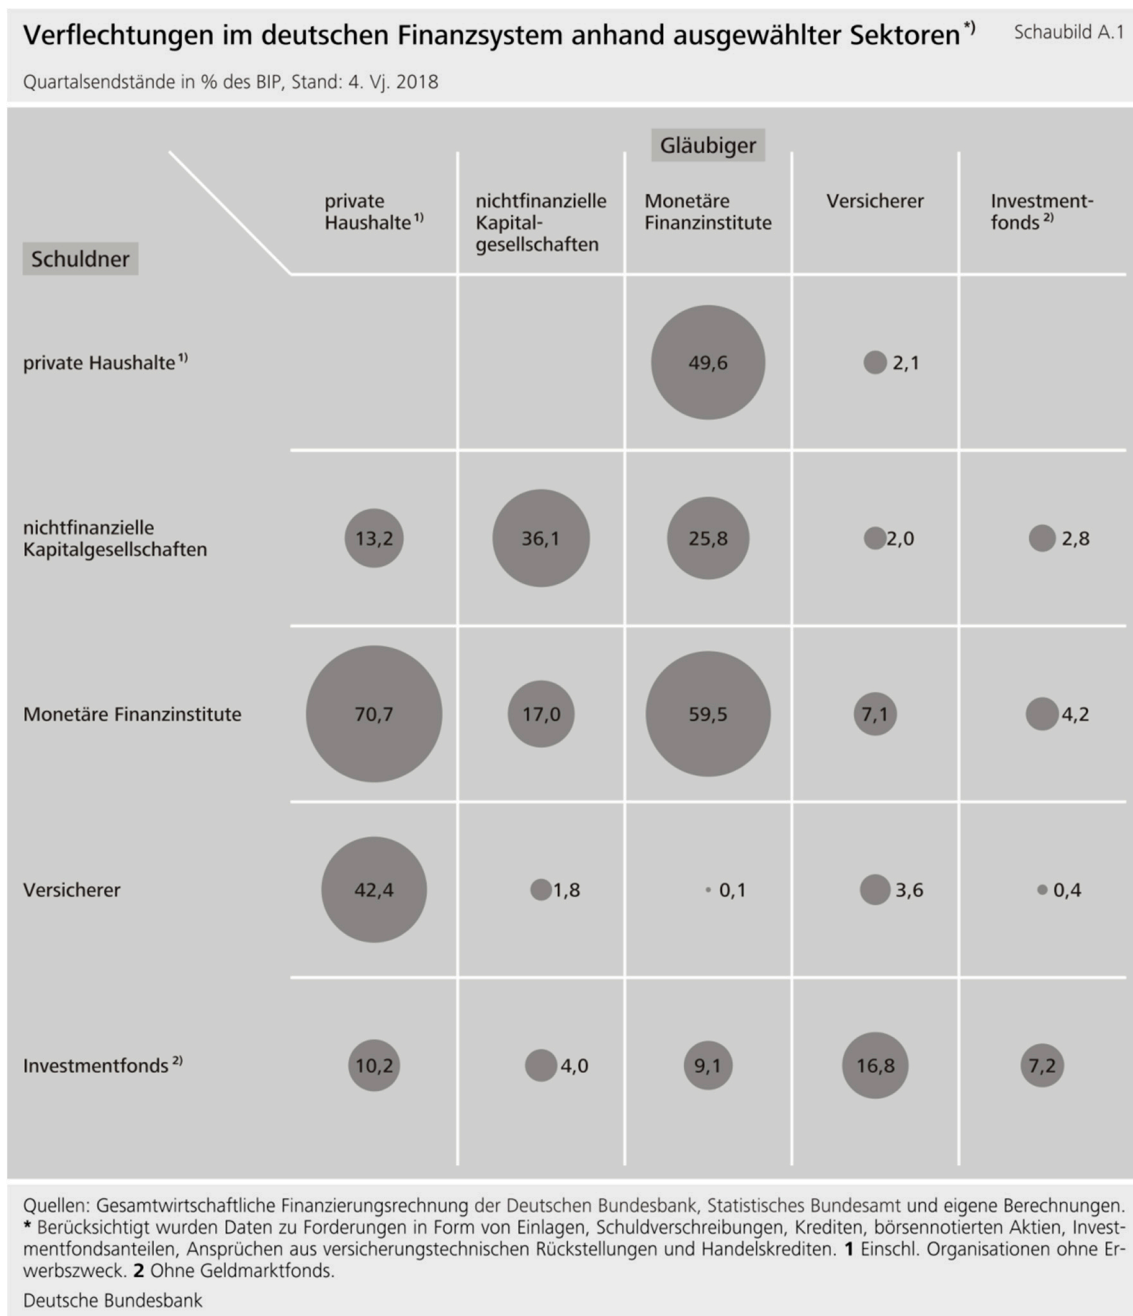 Verflechtungen im deutschen Finanzsystem anhand ausgewählter Sektoren*)
Schaubild A.1
Quartalsendstände in % des BIP, Stand: 4. Vj. 2018
Gläubiger
private
Haushalte 1)
nichtfinanzielle
Kapital-
gesellschaften
Monetäre
Finanzinstitute
Versicherer
Investment-
fonds 2)
Schuldner
private Haushalte 1)
49,6
2,1
nichtfinanzielle
Kapitalgesellschaften
13,2
36,1
25,8
2,0
2,8
Monetäre Finanzinstitute
70,7
17,0
59,5
7,1
4,2
Versicherer
42,4
1,8
0,1
3,6
0,4
Investmentfonds 2)
10,2
4,0
9,1
16,8
7,2
Quellen: Gesamtwirtschaftliche Finanzierungsrechnung der Deutschen Bundesbank, Statistisches Bundesamt und eigene Berechnungen.
* Berücksichtigt wurden Daten zu Forderungen in Form von Einlagen, Schuldverschreibungen, Krediten, börsennotierten Aktien, Invest-
mentfondsanteilen, Ansprüchen aus versicherungstechnischen Rückstellungen und Handelskrediten. 1 Einschl. Organisationen ohne Er-
werbszweck. 2 Ohne Geldmarktfonds.
Deutsche Bundesbank